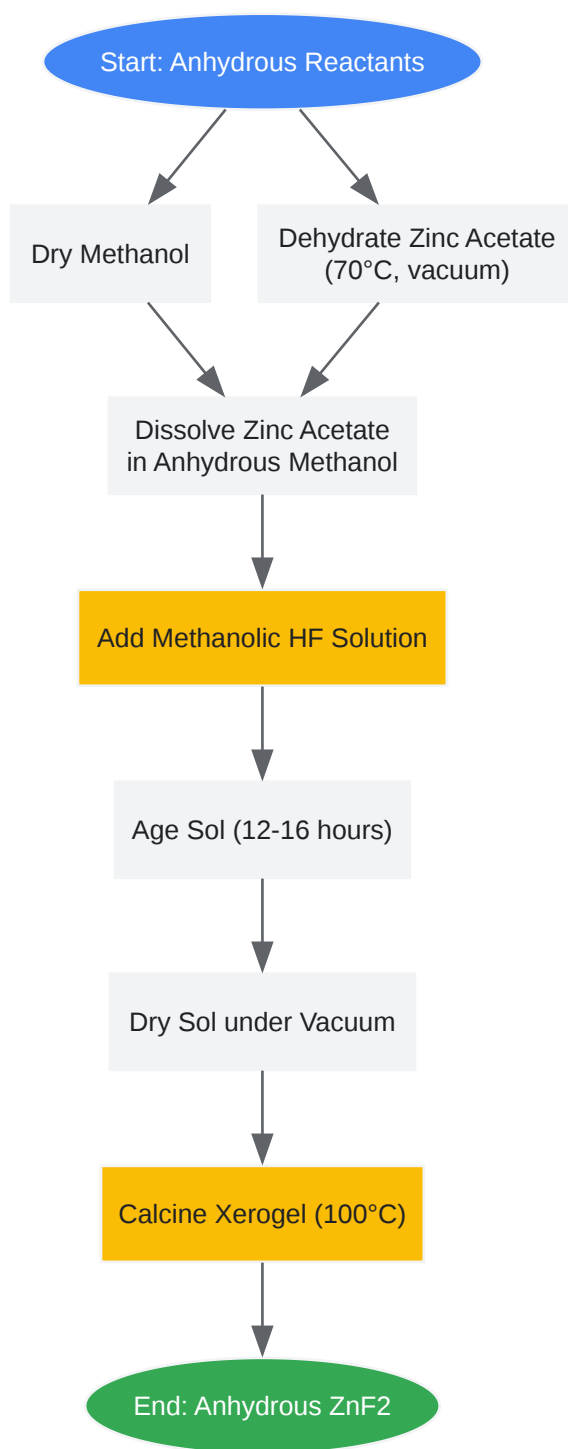 Start: Anhydrous Reactants
Dry Methanol
Dehydrate Zinc Acetate
(70°C, vacuum)
Dissolve Zinc Acetate
in Anhydrous Methanol
Add Methanolic HF Solution
Age Sol (12-16 hours)
Dry Sol under Vacuum
Calcine Xerogel (100°C)
End: Anhydrous ZnF2